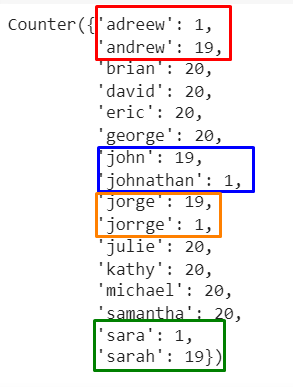 Counter({'adreew': 1,
'andrew': 19,
'brian': 20,
'david': 20,
'eric': 20,
'george': 20,
'john': 19,
'johnathan': 1,
'jorge': 19,
'jorrge': 1,
'julie': 20,
'kathy': 20,
'michael': 20,
'samantha': 20,
'sara': 1,
'sarah': 19})